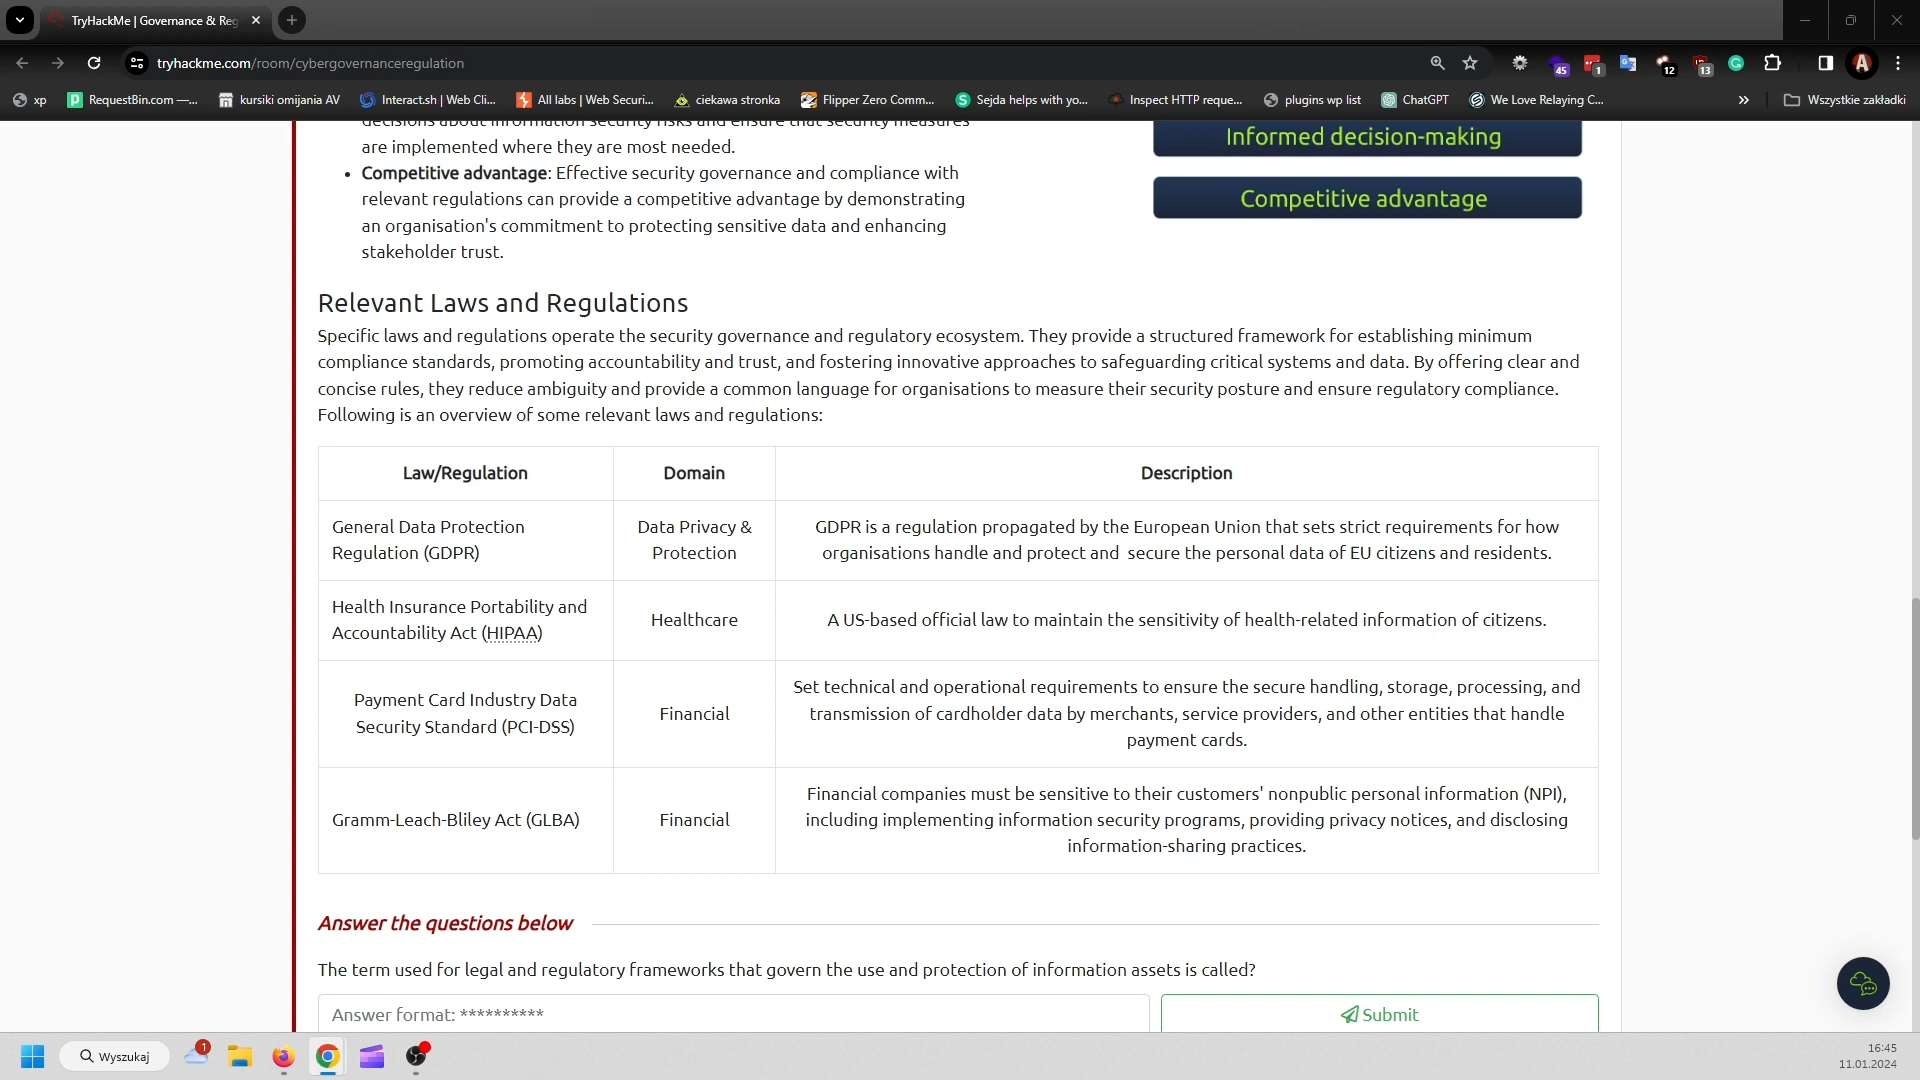 TryHackMe | Governance & Reg
tryhackme.com/room/cybergovernanceregulation
45
1
12
13
A
xp
RequestBin.com —...
kursiki omijania AV
Interact.sh | Web Cli...
All labs | Web Securi...
ciekawa stronka
Flipper Zero Comm...
Sejda helps with yo...
Inspect HTTP reque...
plugins wp list
ChatGPT
We Love Relaying C...
»
Wszystkie zakładki
decisions about information security risks and ensure that security measures
are implemented where they are most needed.
• Competitive advantage: Effective security governance and compliance with
relevant regulations can provide a competitive advantage by demonstrating
an organisation's commitment to protecting sensitive data and enhancing
stakeholder trust.
Informed decision-making
Competitive advantage
Relevant Laws and Regulations
Specific laws and regulations operate the security governance and regulatory ecosystem. They provide a structured framework for establishing minimum
compliance standards, promoting accountability and trust, and fostering innovative approaches to safeguarding critical systems and data. By offering clear and
concise rules, they reduce ambiguity and provide a common language for organisations to measure their security posture and ensure regulatory compliance.
Following is an overview of some relevant laws and regulations:
Law/Regulation
Domain
Description
General Data Protection
Regulation (GDPR)
Data Privacy &
Protection
GDPR is a regulation propagated by the European Union that sets strict requirements for how
organisations handle and protect and  secure the personal data of EU citizens and residents.
Health Insurance Portability and
Accountability Act (HIPAA)
Healthcare
A US-based official law to maintain the sensitivity of health-related information of citizens.
Payment Card Industry Data
Security Standard (PCI-DSS)
Financial
Set technical and operational requirements to ensure the secure handling, storage, processing, and
transmission of cardholder data by merchants, service providers, and other entities that handle
payment cards.
Gramm-Leach-Bliley Act (GLBA)
Financial
Financial companies must be sensitive to their customers' nonpublic personal information (NPI),
including implementing information security programs, providing privacy notices, and disclosing
information-sharing practices.
Answer the questions below
The term used for legal and regulatory frameworks that govern the use and protection of information assets is called?
Answer format: **********
Submit
Wyszukaj
1
16:45
11.01.2024